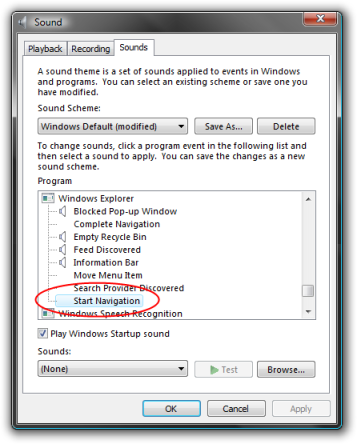 Sound
Playback Recording Sounds
A sound theme is a set of sounds applied to events in Windows
and programs. You can select an existing scheme or save one you
have modified.
Sound Scheme:
Windows Default (modified) Save As... Delete
To change sounds, click a program event in the following list and
then select a sound to apply. You can save the changes as a new
sound scheme.
Program
Windows Explorer
Blocked Pop-up Window
Complete Navigation
Empty Recycle Bin
Feed Discovered
Information Bar
Move Menu Item
Search Provider Discovered
Start Navigation
Windows Speech Recognition
Play Windows Startup sound
Sounds:
(None) Test Browse...
OK Cancel Apply